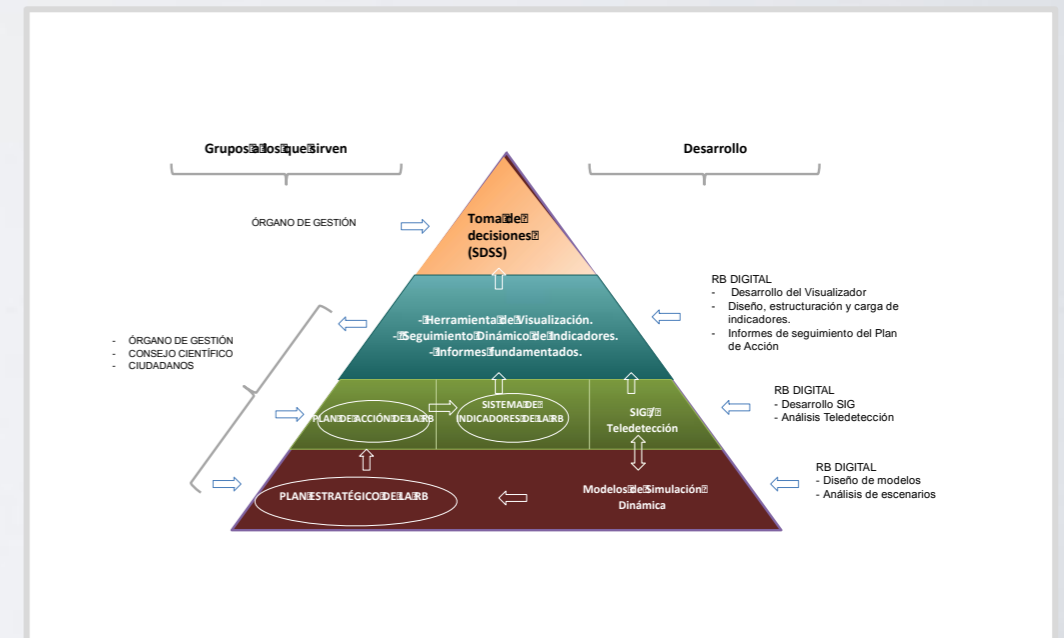 Grupos a los que sirven
Desarrollo
ÓRGANO DE GESTIÓN
Toma de
decisiones
(SDSS)
RB DIGITAL
- Desarrollo del Visualizador
- Diseño, estructuración y carga de
indicadores.
- Informes de seguimiento del Plan
de Acción
- Herramienta de Visualización.
- Seguimiento Dinámico de Indicadores.
- Informes fundamentados.
- ÓRGANO DE GESTIÓN
- CONSEJO CIENTÍFICO
- CIUDADANOS
PLAN DE ACCIÓN DE LA RB
SISTEMA DE
INDICADORES DE LA RB
SIG /
Teledetección
RB DIGITAL
- Desarrollo SIG
- Análisis Teledetección
PLAN ESTRATÉGICO DE LA RB
Modelos de Simulación
Dinámica
RB DIGITAL
- Diseño de modelos
- Análisis de escenarios